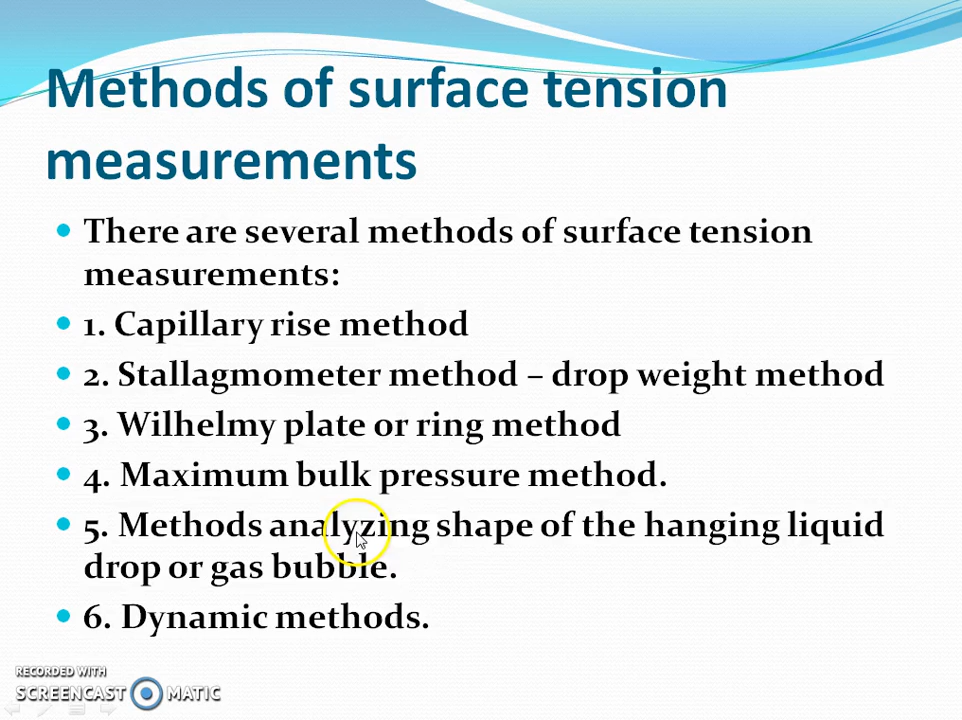 Methods of surface tension
measurements
There are several methods of surface tension
measurements:
1. Capillary rise method
2. Stallagmometer method – drop weight method
3. Wilhelmy plate or ring method
4. Maximum bulk pressure method.
5. Methods analyzing shape of the hanging liquid
drop or gas bubble.
6. Dynamic methods.
RECORDED WITH
SCREENCAST MATIC